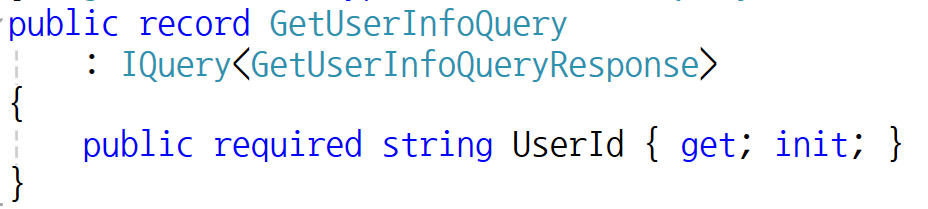 public record GetUserInfoQuery
    : IQuery<GetUserInfoQueryResponse>
{
    public required string UserId { get; init; }
}